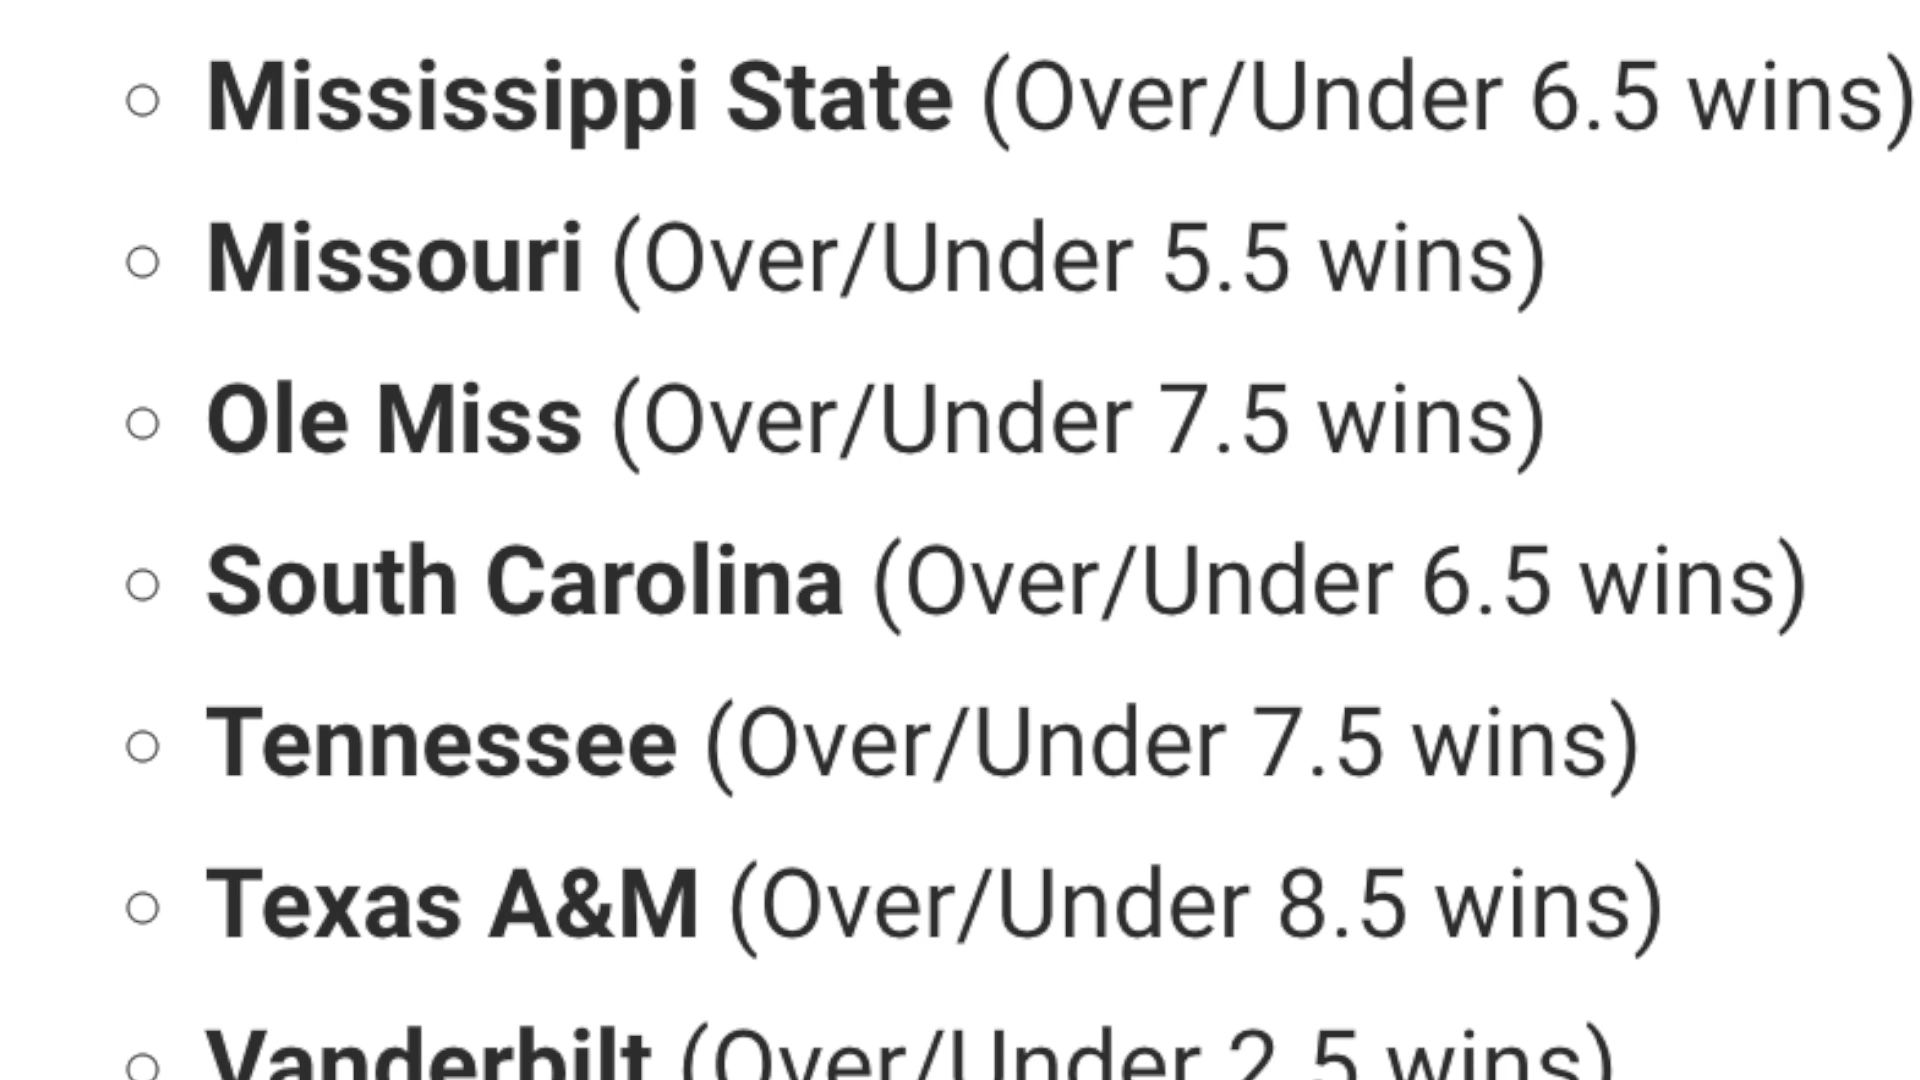 Mississippi State (Over/Under 6.5 wins)
Missouri (Over/Under 5.5 wins)
Ole Miss (Over/Under 7.5 wins)
South Carolina (Over/Under 6.5 wins)
Tennessee (Over/Under 7.5 wins)
Texas A&M (Over/Under 8.5 wins)
Vanderbilt (Over/Under 2.5 wins)